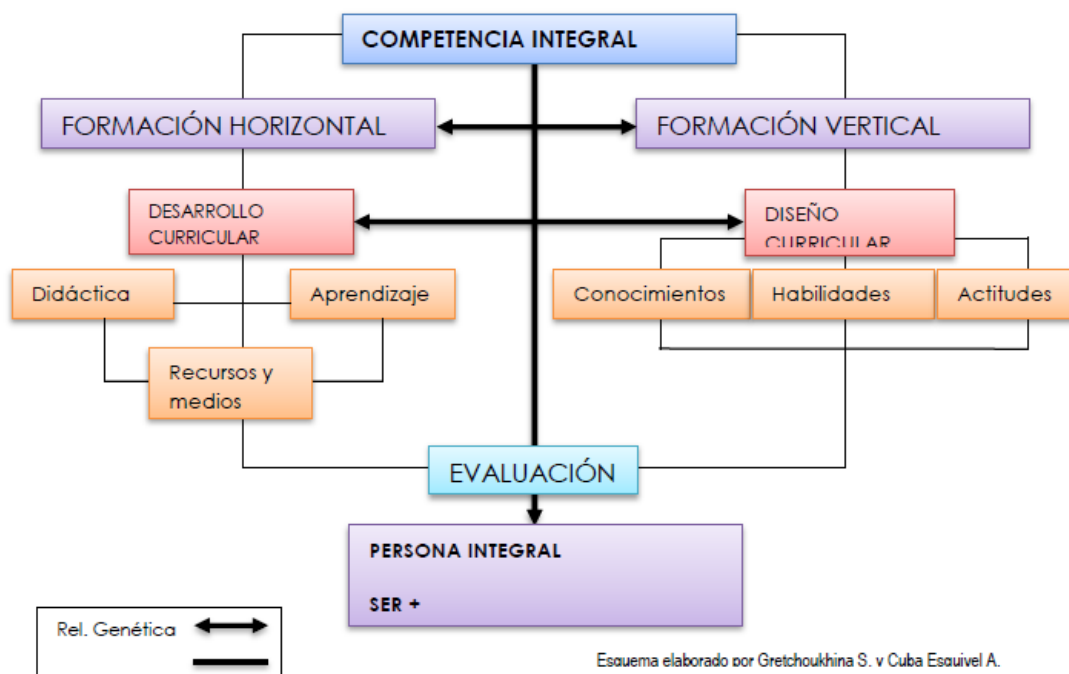 COMPETENCIA INTEGRAL
FORMACIÓN HORIZONTAL
FORMACIÓN VERTICAL
DESARROLLO
CURRICULAR
DISEÑO
CURRICULAR
Didáctica
Aprendizaje
Conocimientos
Habilidades
Actitudes
Recursos y
medios
EVALUACIÓN
PERSONA INTEGRAL
SER +
Rel. Genética
Esquema elaborado por Gretchoukhina S. y Cuba Esquivel A.